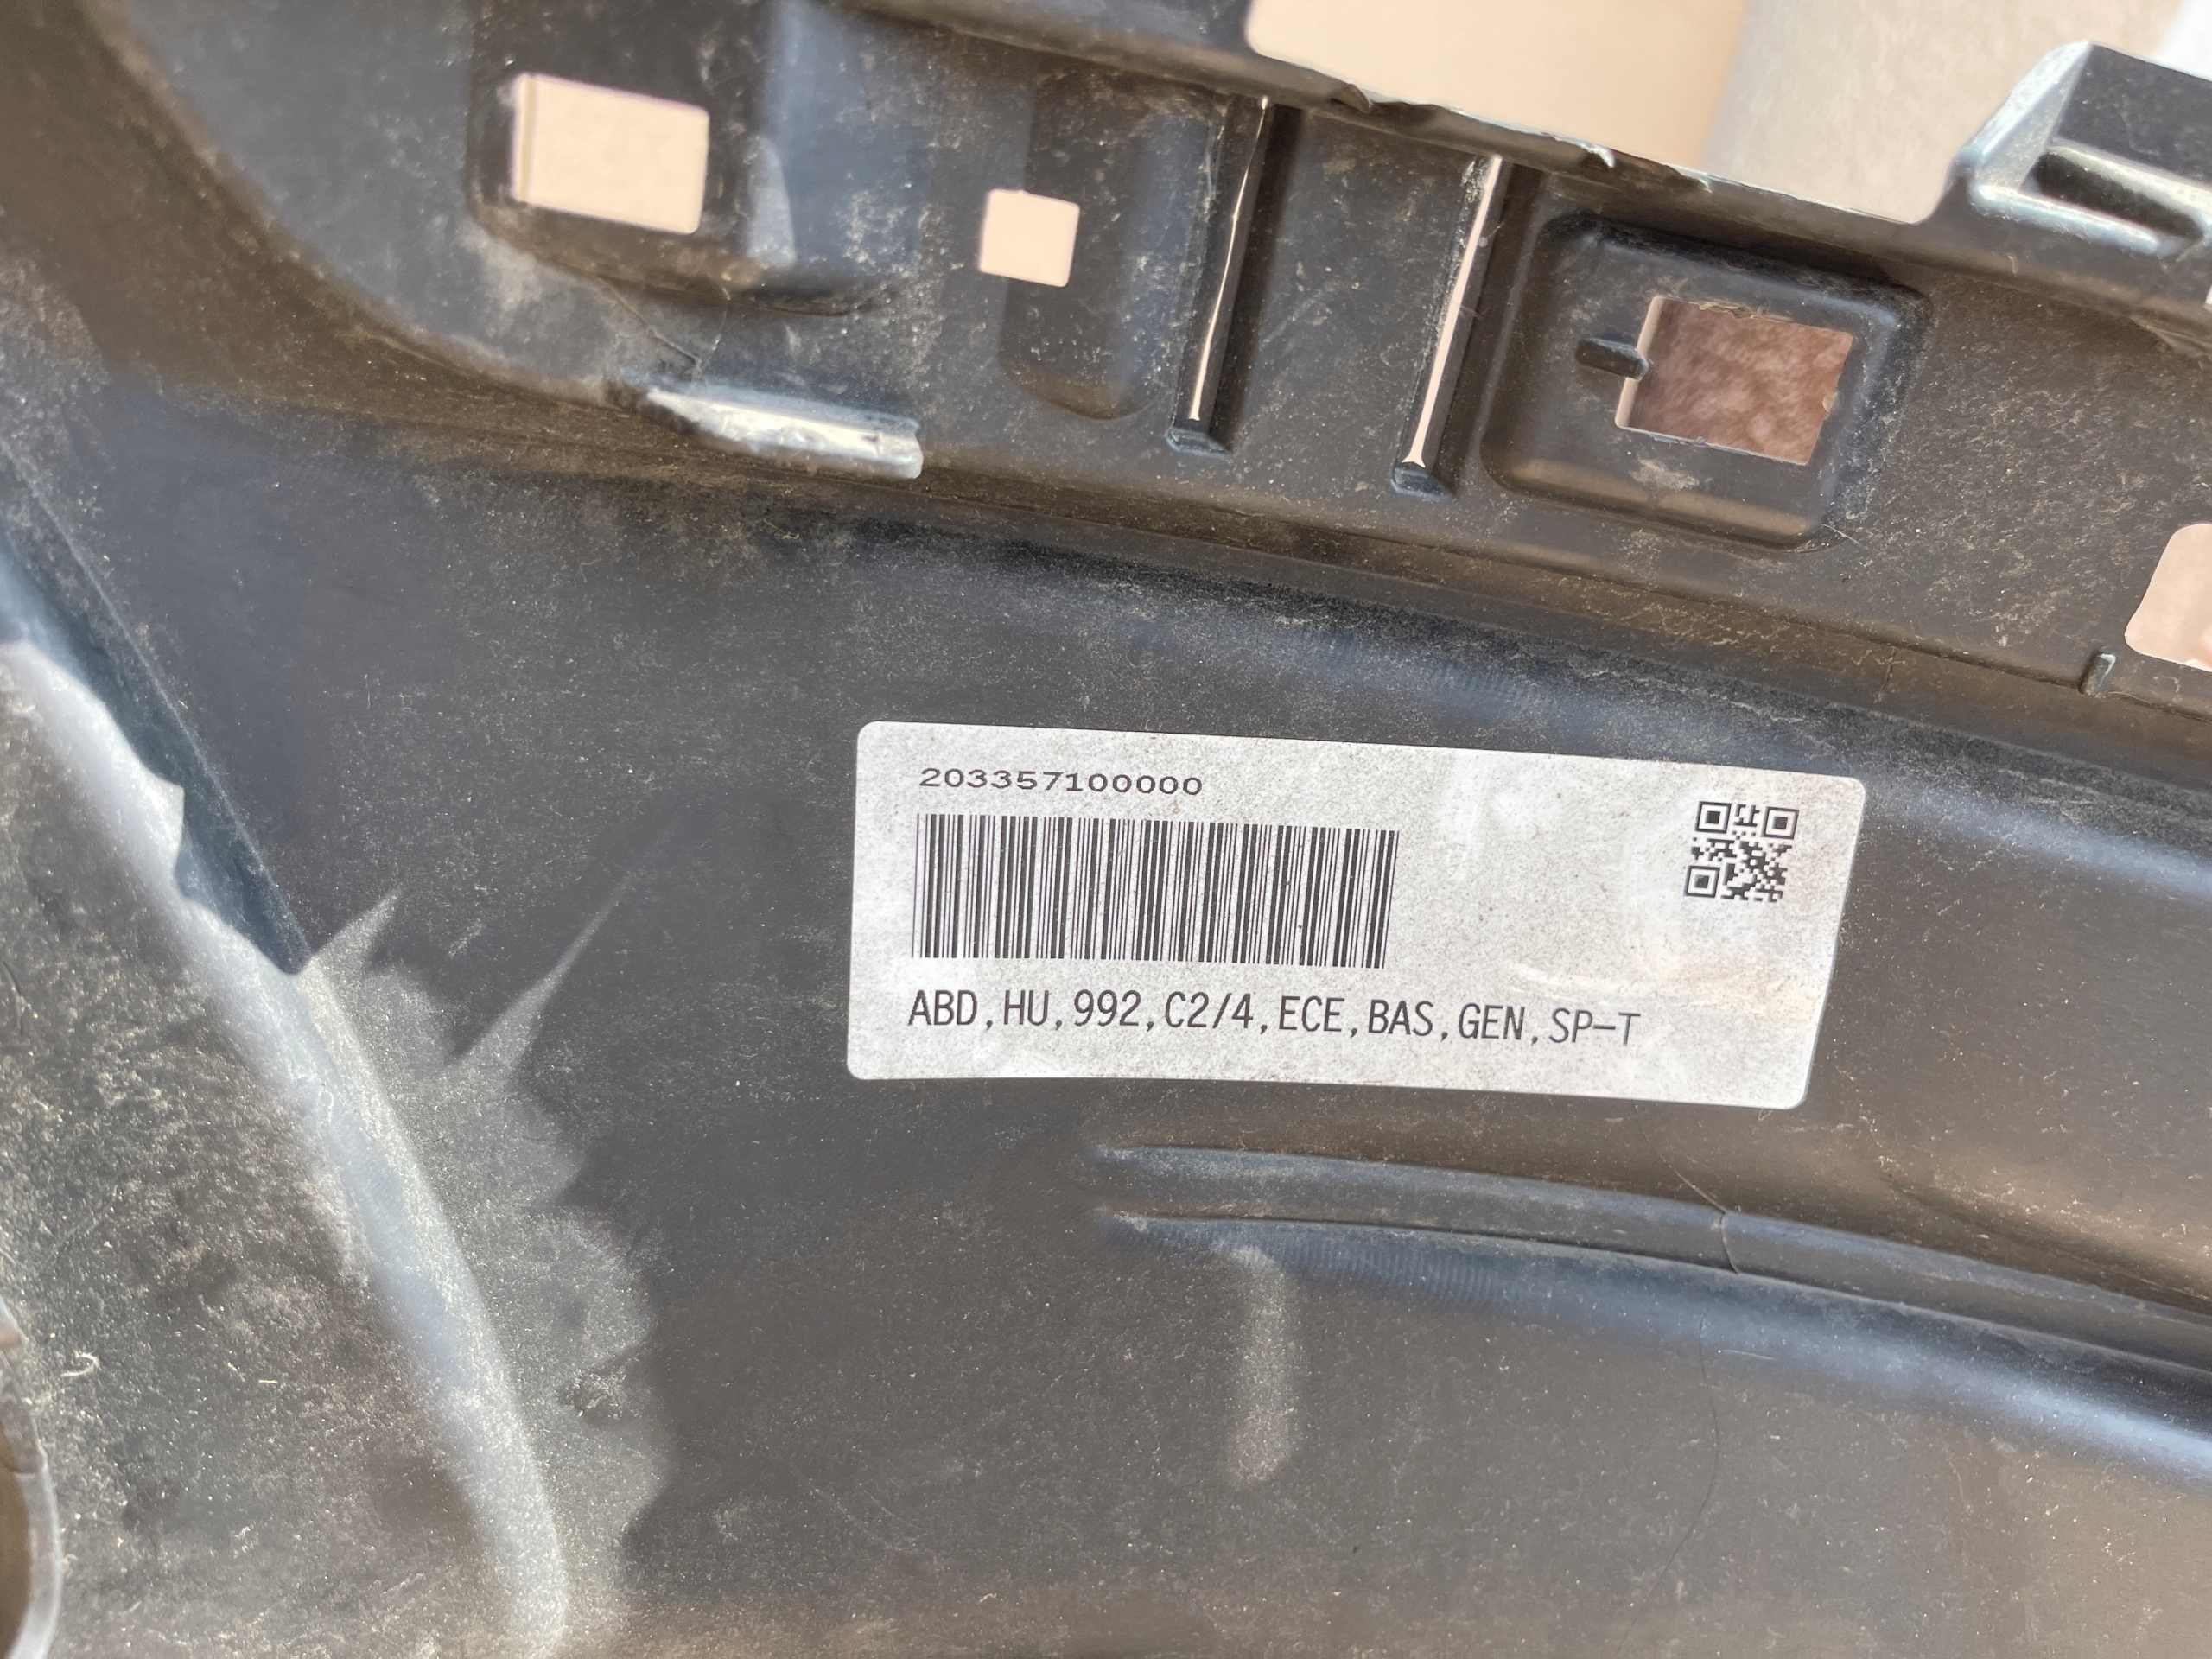 203357100000
ABD,HU,992,C2/4,ECE,BAS,GEN,SP-T